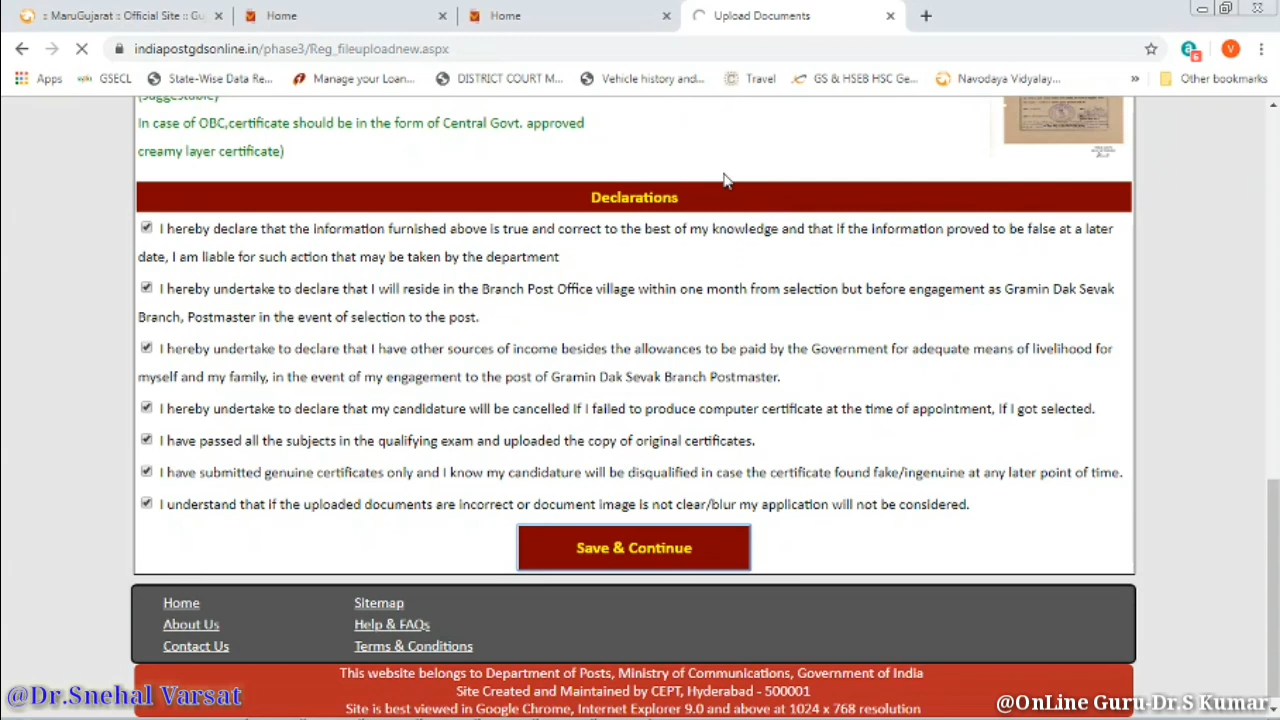 :: MaruGujarat :: Official Site :: Gu
Home
Home
Upload Documents
indiapostgdsonline.in/phase3/Reg_fileuploadnew.aspx
6
V
Apps
GSECL
State-Wise Data Re...
Manage your Loan...
DISTRICT COURT M...
Vehicle history and...
Travel
GS & HSEB HSC Ge...
Navodaya Vidyalay...
»
Other bookmarks
(Suggestable)
In case of OBC,certificate should be in the form of Central Govt. approved
creamy layer certificate)
Declarations
I hereby declare that the information furnished above is true and correct to the best of my knowledge and that if the information proved to be false at a later
date, I am liable for such action that may be taken by the department
I hereby undertake to declare that I will reside in the Branch Post Office village within one month from selection but before engagement as Gramin Dak Sevak
Branch, Postmaster in the event of selection to the post.
I hereby undertake to declare that I have other sources of income besides the allowances to be paid by the Government for adequate means of livelihood for
myself and my family, in the event of my engagement to the post of Gramin Dak Sevak Branch Postmaster.
I hereby undertake to declare that my candidature will be cancelled if I failed to produce computer certificate at the time of appointment, if I got selected.
I have passed all the subjects in the qualifying exam and uploaded the copy of original certificates.
I have submitted genuine certificates only and I know my candidature will be disqualified in case the certificate found fake/ingenuine at any later point of time.
I understand that if the uploaded documents are incorrect or document image is not clear/blur my application will not be considered.
Save & Continue
Home
Sitemap
About Us
Help & FAQs
Contact Us
Terms & Conditions
This website belongs to Department of Posts, Ministry of Communications, Government of India
Site Created and Maintained by CEPT, Hyderabad - 500001
Site is best viewed in Google Chrome, Internet Explorer 9.0 and above at 1024 x 768 resolution
@Dr.Snehal Varsat
@OnLine Guru-Dr.S Kumar